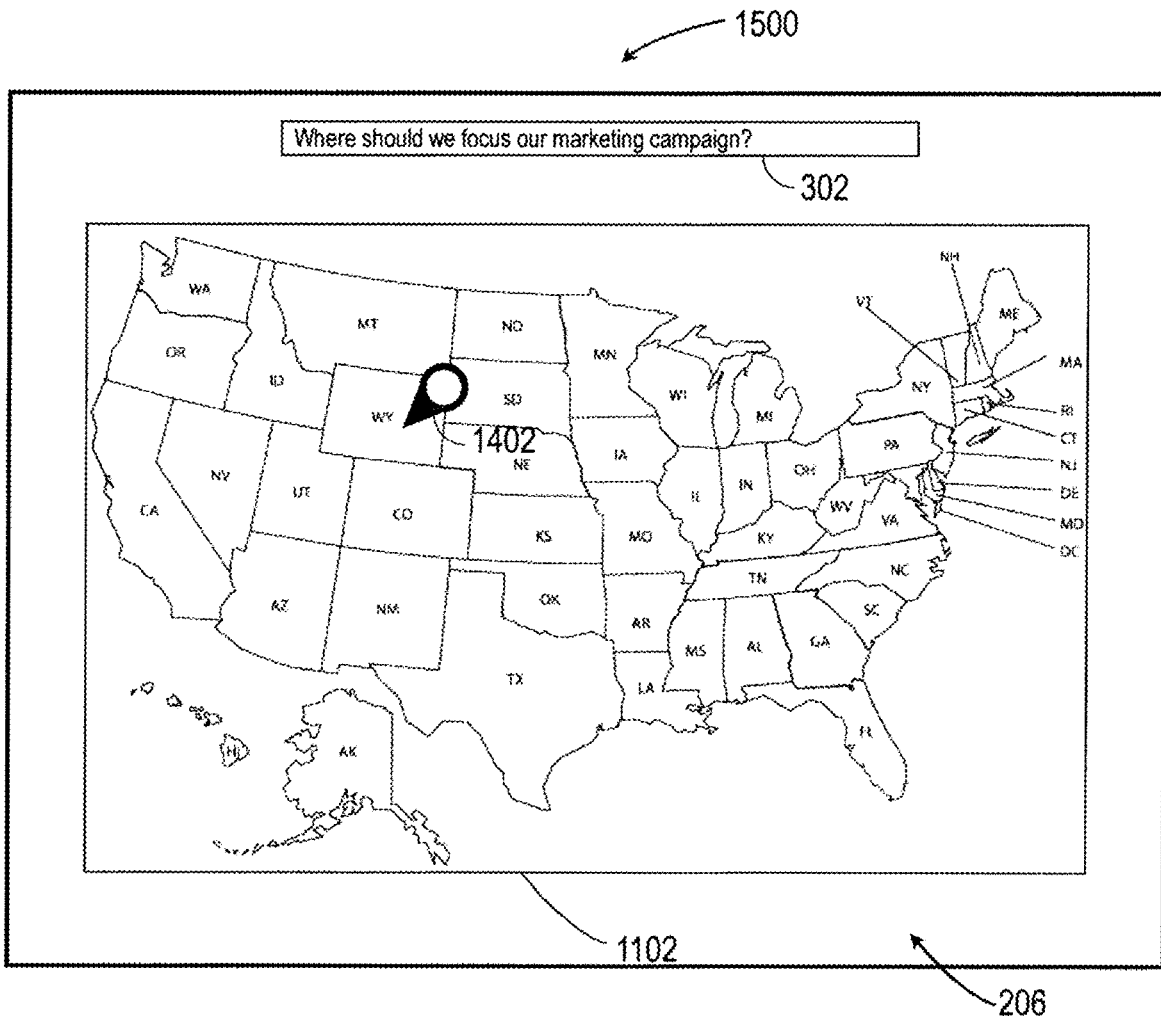 1500
Where should we focus our marketing campaign?
302
NH
WA
VT
ME
MT
ND
MN
OR
MA
ID
SD
WI
NY
MI
WY
RI
1402
CT
PA
NE
IA
NJ
OH
NV
IL
IN
DE
UT
WV
CA
CO
MD
VA
KS
MO
KY
DC
NC
TN
OK
AZ
NM
SC
AR
GA
MS
AL
TX
LA
FL
HI
AK
1102
206